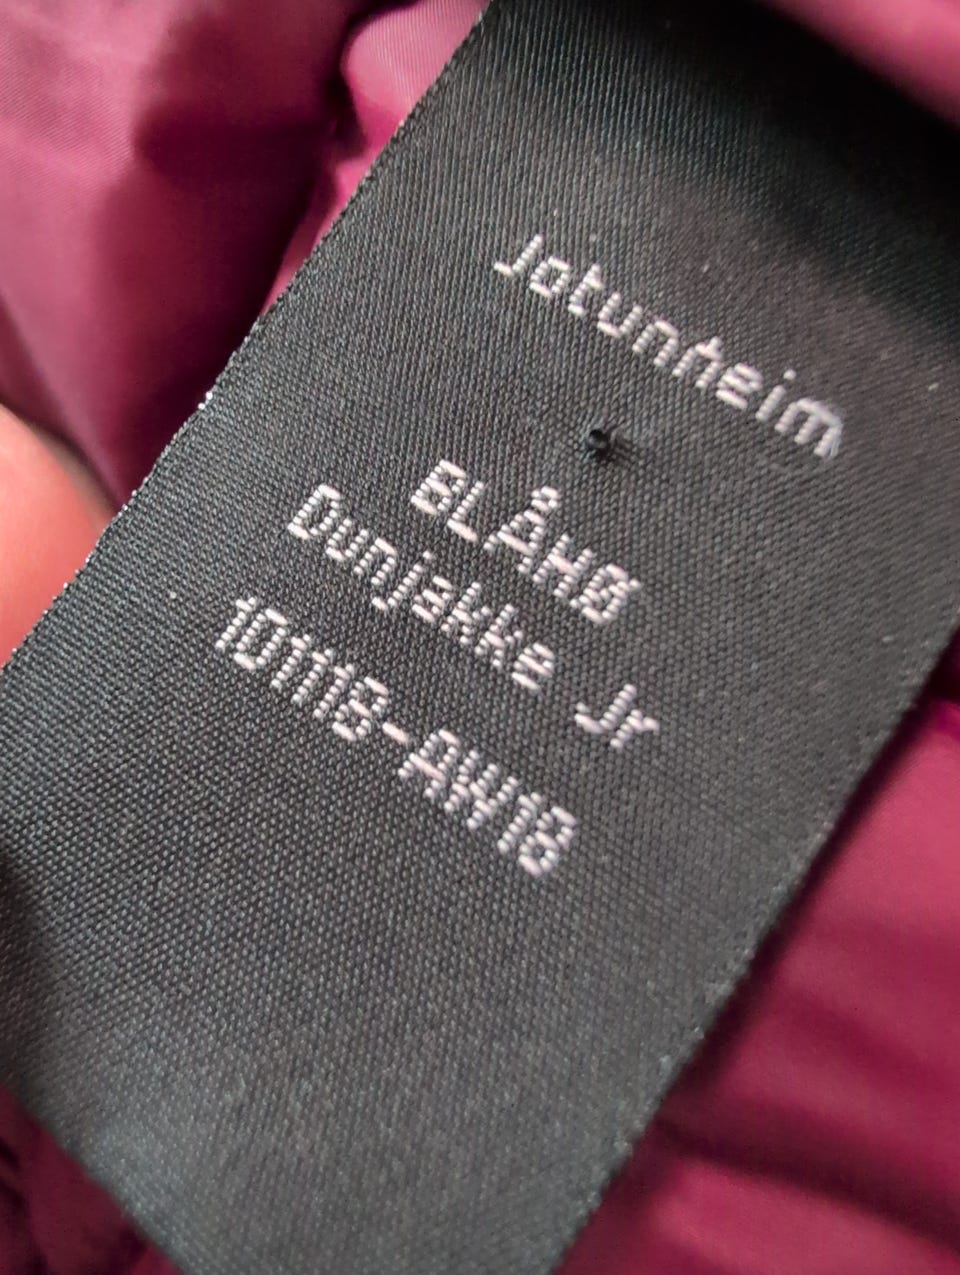 Jotunheim
BLÅHØ
Dunjakke Jr
101118-AW18